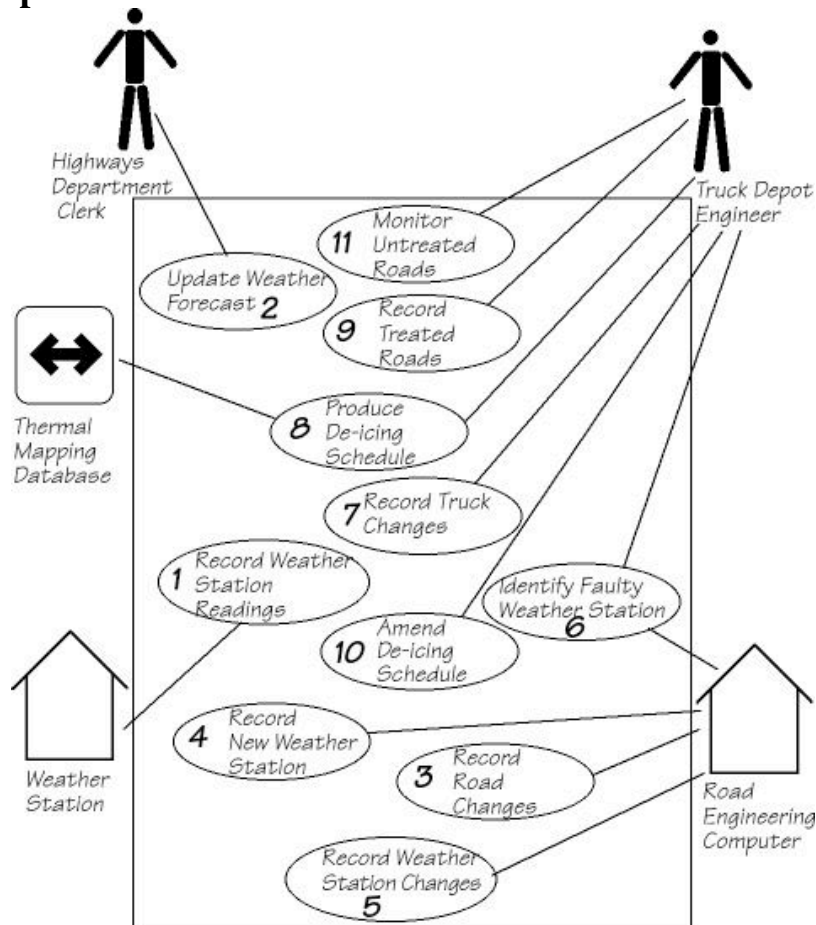 Highways
Department
Clerk
Truck Depot
Engineer
11 Monitor
Untreated
Roads
Update Weather
Forecast 2
9 Record
Treated
Roads
Thermal
Mapping
Database
8 Produce
De-icing
Schedule
7 Record Truck
Changes
1 Record Weather
Station
Readings
Identify Faulty
Weather Station
6
10 Amend
De-icing
Schedule
Weather
Station
4 Record
New Weather
Station
3 Record
Road
Changes
Road
Engineering
Computer
Record Weather
Station Changes
5